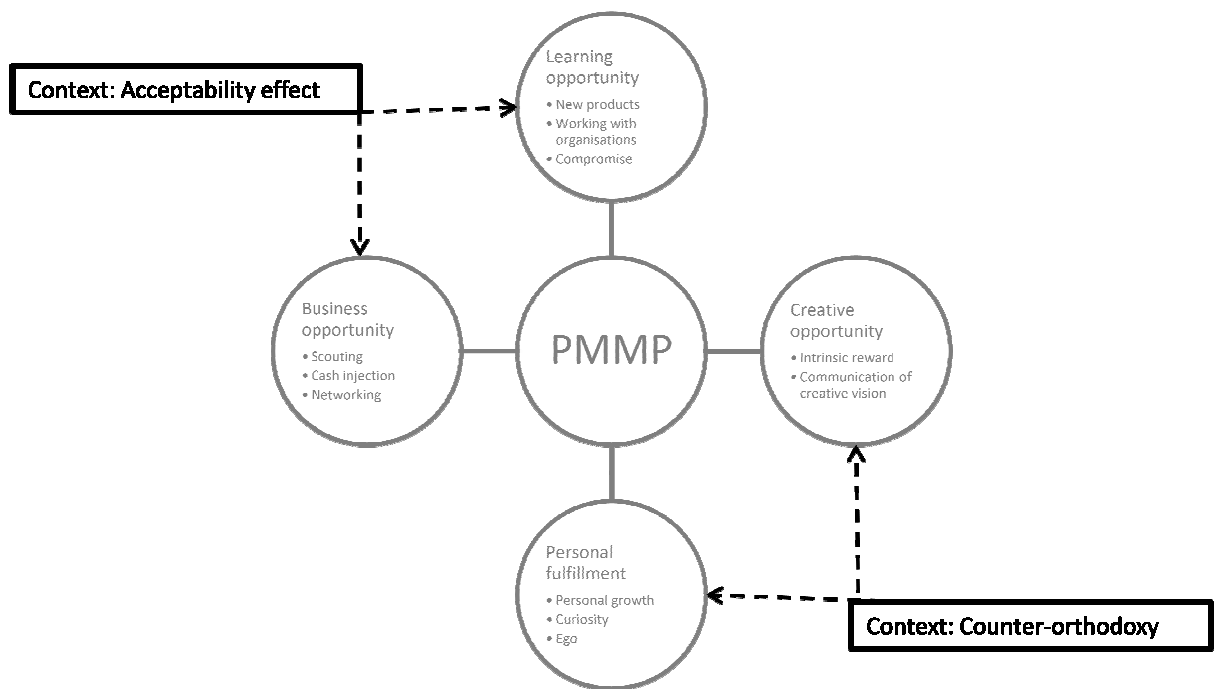 Learning
opportunity
• New products
• Working with
organisations
• Compromise
Context: Acceptability effect
Business
opportunity
• Scouting
• Cash injection
• Networking
PMMP
Creative
opportunity
• Intrinsic reward
• Communication of
creative vision
Personal
fulfillment
• Personal growth
• Curiosity
• Ego
Context: Counter-orthodoxy